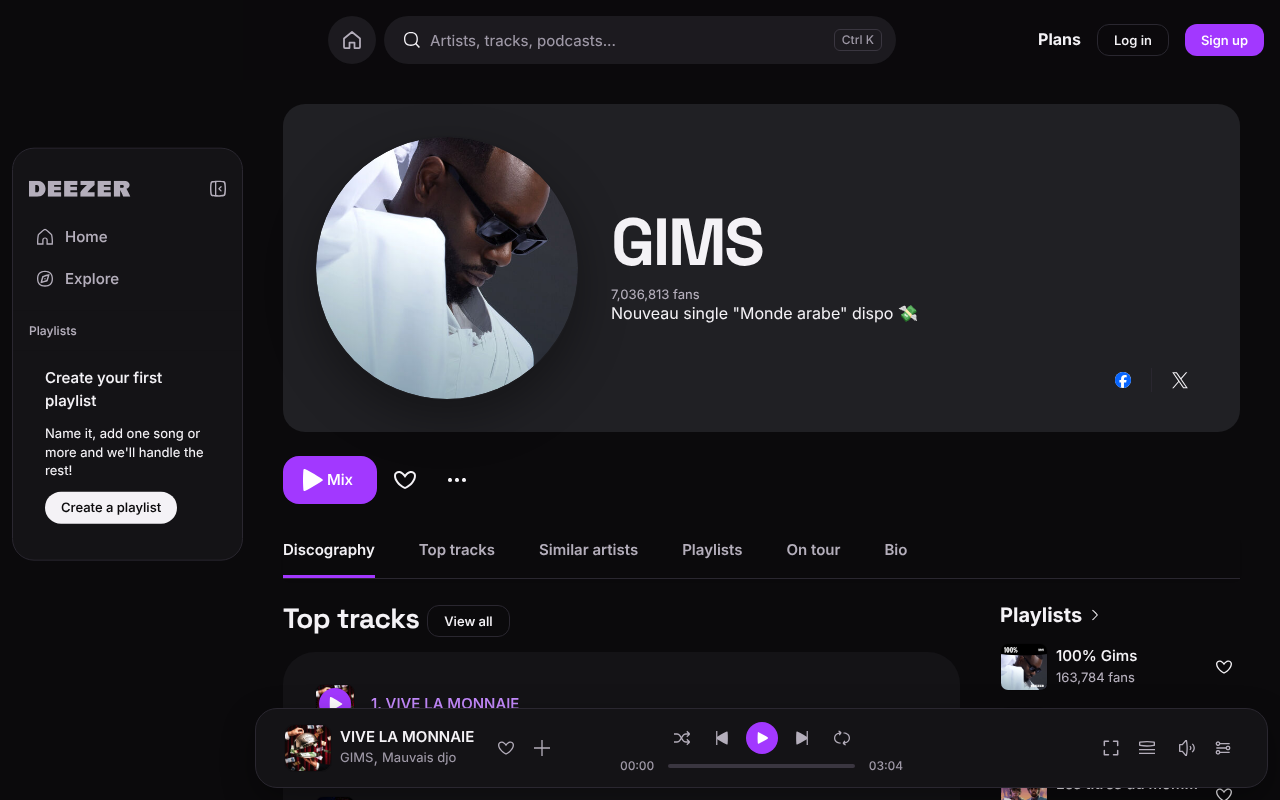 Artists, tracks, podcasts...
Ctrl K
Plans
Log in
Sign up
DEEZER
Home
Explore
Playlists
Create your first
playlist
Name it, add one song or
more and we'll handle the
rest!
Create a playlist
GIMS
7,036,813 fans
Nouveau single "Monde arabe" dispo 💸
Mix
Discography
Top tracks
Similar artists
Playlists
On tour
Bio
Top tracks
View all
1. VIVE LA MONNAIE
Playlists
100% Gims
163,784 fans
VIVE LA MONNAIE
GIMS, Mauvais djo
00:00
03:04